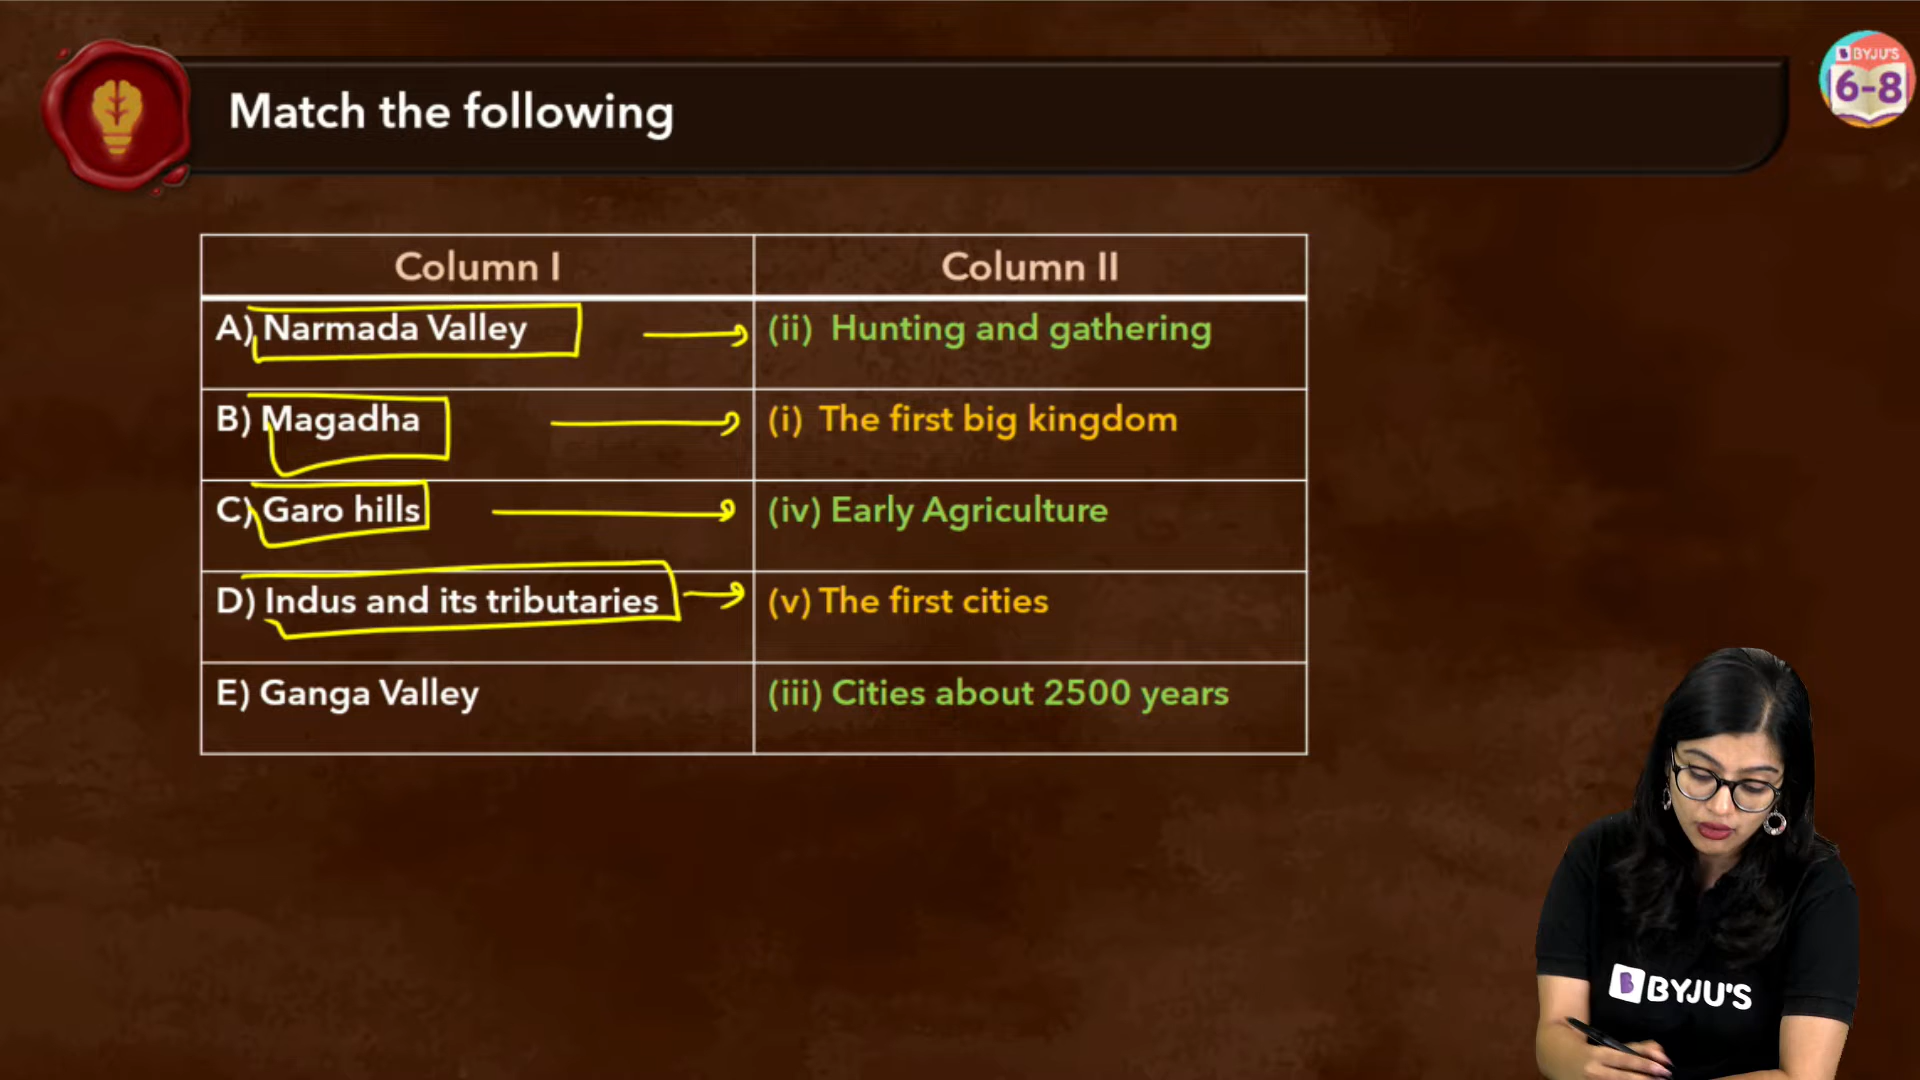 BYJU'S
6-8
Match the following
Column I
Column II
A) Narmada Valley
(ii) Hunting and gathering
B) Magadha
(i) The first big kingdom
C) Garo hills
(iv) Early Agriculture
D) Indus and its tributaries
(v) The first cities
E) Ganga Valley
(iii) Cities about 2500 years
B BYJU'S